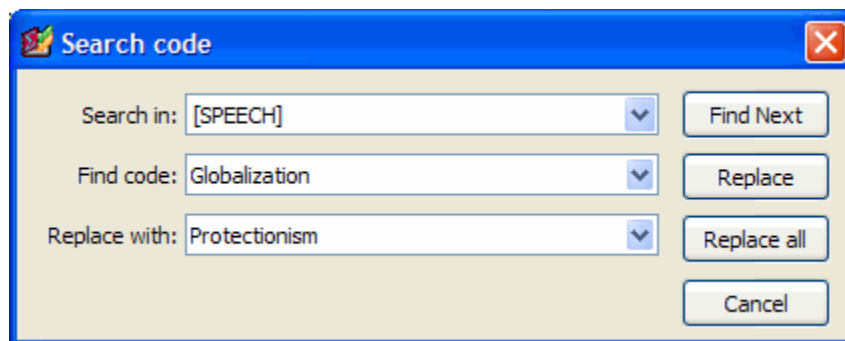 Search code
Search in: [SPEECH] Find Next
Find code: Globalization Replace
Replace with: Protectionism Replace all
Cancel